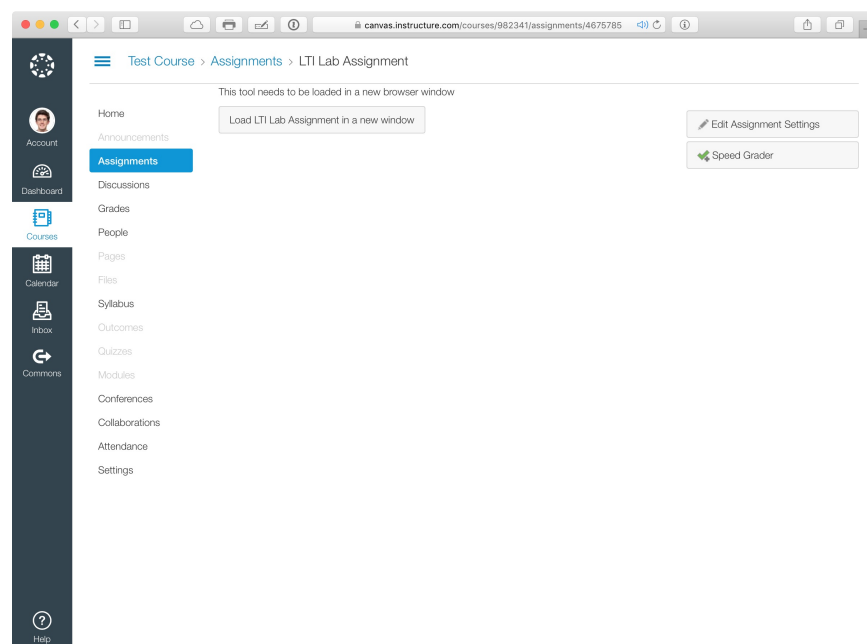 canvas.instructure.com/courses/982341/assignments/4675785
Test Course > Assignments > LTI Lab Assignment
Account
Dashboard
Courses
Calendar
Inbox
Commons
Help
Home
Announcements
Assignments
Discussions
Grades
People
Pages
Files
Syllabus
Outcomes
Quizzes
Modules
Conferences
Collaborations
Attendance
Settings
This tool needs to be loaded in a new browser window
Load LTI Lab Assignment in a new window
Edit Assignment Settings
Speed Grader